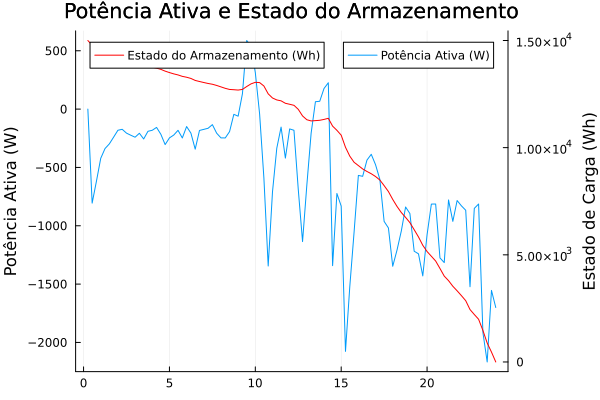 Potência Ativa e Estado do Armazenamento
Estado do Armazenamento (Wh)
Potência Ativa (W)
Potência Ativa (W)
500
0
−500
−1000
−1500
−2000
1.50×10⁴
1.00×10⁴
5.00×10³
0
Estado de Carga (Wh)
0 5 10 15 20